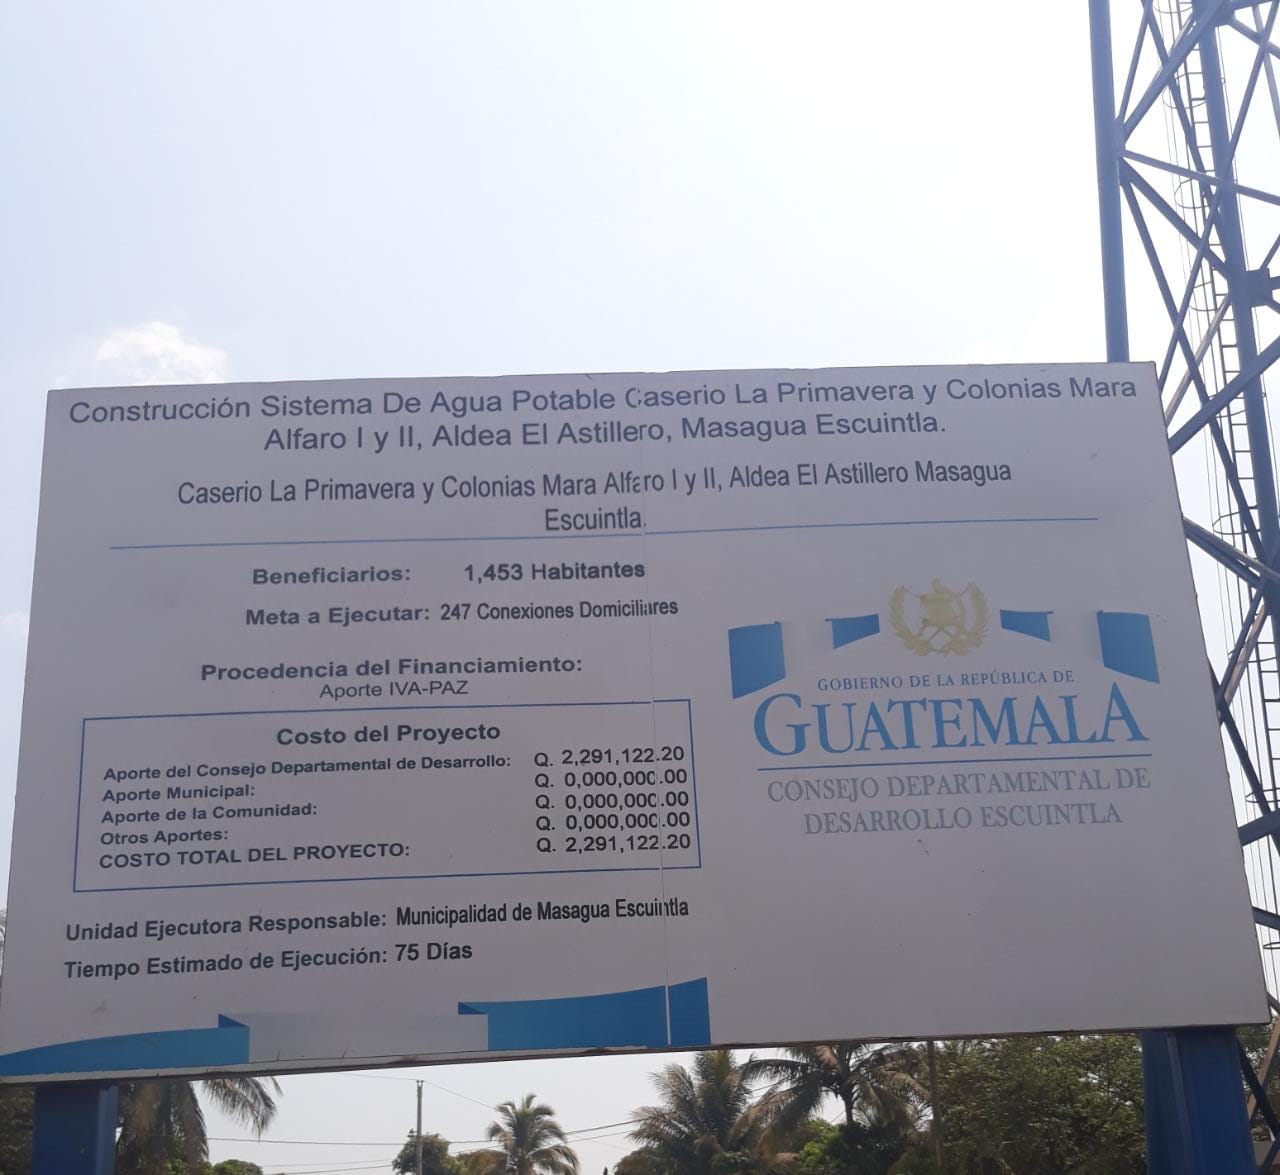 Construcción Sistema De Agua Potable Caserio La Primavera y Colonias Mara
Alfaro I y II, Aldea El Astillero, Masagua Escuintla.
Caserio La Primavera y Colonias Mara Alfaro I y II, Aldea El Astillero Masagua
Escuintla.
Beneficiarios: 1,453 Habitantes
Meta a Ejecutar: 247 Conexiones Domiciliares
Procedencia del Financiamiento:
Aporte IVA-PAZ
Costo del Proyecto
Aporte del Consejo Departamental de Desarrollo: Q. 2,291,122.20
Aporte Municipal: Q. 0,000,000.00
Aporte de la Comunidad: Q. 0,000,000.00
Otros Aportes: Q. 0,000,000.00
COSTO TOTAL DEL PROYECTO: Q. 2,291,122.20
Unidad Ejecutora Responsable: Municipalidad de Masagua Escuintla
Tiempo Estimado de Ejecución: 75 Días
GOBIERNO DE LA REPÚBLICA DE
GUATEMALA
CONSEJO DEPARTAMENTAL DE
DESARROLLO ESCUINTLA